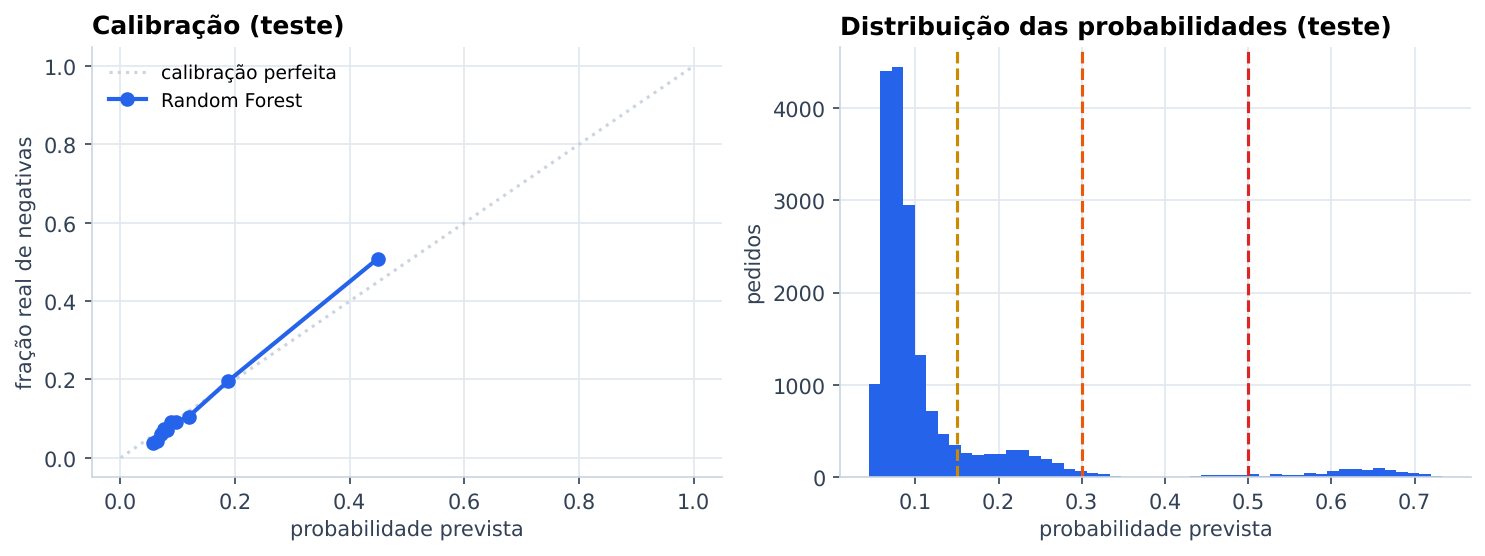 Calibração (teste)
calibração perfeita
Random Forest
fração real de negativas
1.0
0.8
0.6
0.4
0.2
0.0
0.0 0.2 0.4 0.6 0.8 1.0
probabilidade prevista
Distribuição das probabilidades (teste)
pedidos
4000
3000
2000
1000
0
0.1 0.2 0.3 0.4 0.5 0.6 0.7
probabilidade prevista